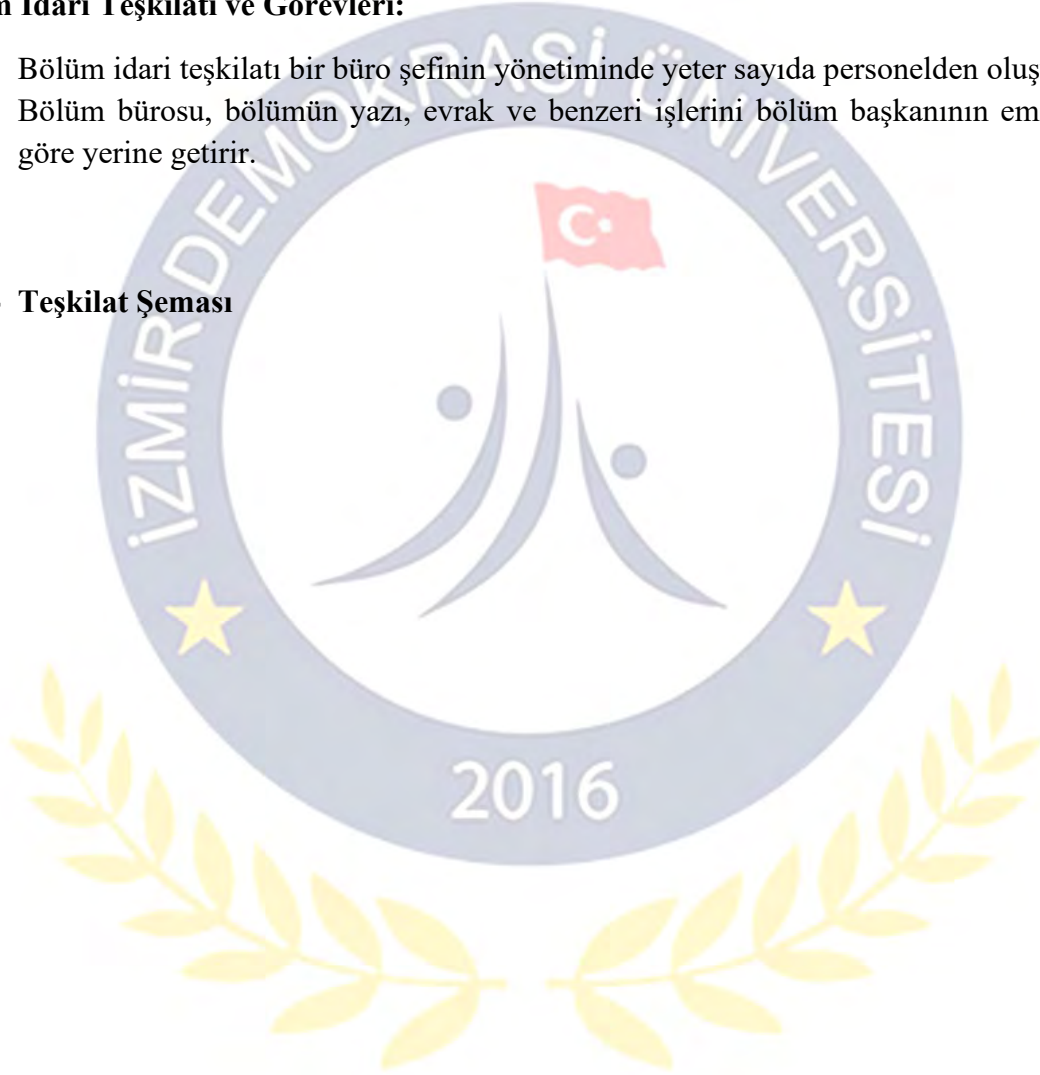 İdari Teşkilatı ve Görevleri:
Bölüm idari teşkilatı bir büro şefinin yönetiminde yeter sayıda personelden oluş
Bölüm bürosu, bölümün yazı, evrak ve benzeri işlerini bölüm başkanının em
göre yerine getirir.
Teşkilat Şeması
İZMİR DEMOKRASİ ÜNİVERSİTESİ
2016